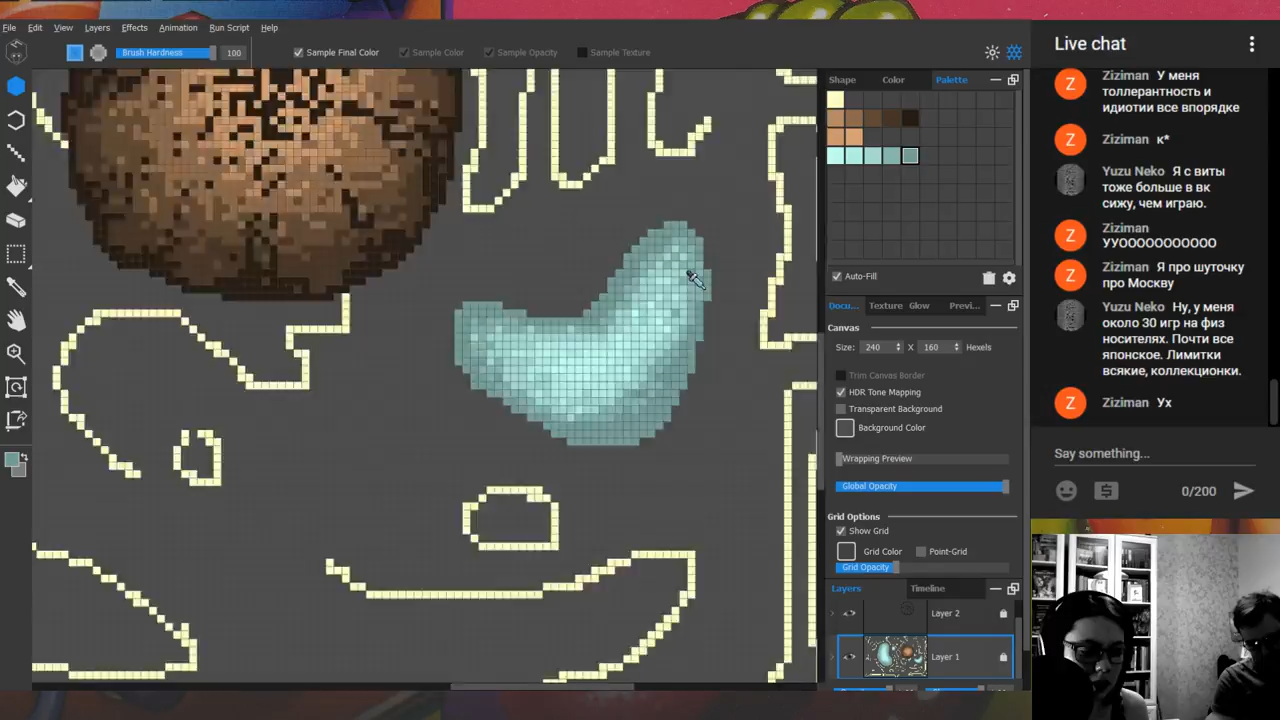 File Edit View Layers Effects Animation Run Script Help
Brush Hardness 100 Sample Final Color Sample Color Sample Opacity Sample Texture
Shape Color Palette
Auto-Fill
Docu... Texture Glow Previ...
Canvas
Size: 240 X 160 Hexels
Trim Canvas Border
HDR Tone Mapping
Transparent Background
Background Color
Wrapping Preview
Global Opacity
Grid Options
Show Grid
Grid Color Point-Grid
Grid Opacity
Layers Timeline
Layer 2
Layer 1
Live chat
Ziziman У меня
толлерантность и
идиотии все впорядке
Ziziman к*
Yuzu Neko Я с виты
тоже больше в вк
сижу, чем играю.
Ziziman
УУООООООООООО
Ziziman Я про шуточку
про Москву
Yuzu Neko Ну, у меня
около 30 игр на физ
носителях. Почти все
японское. Лимитки
всякие, коллекционки.
Ziziman Ух
Say something...
0/200